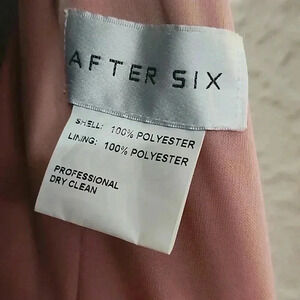 AFTER SIX
SHELL: 100% POLYESTER
LINING: 100% POLYESTER
PROFESSIONAL
DRY CLEAN